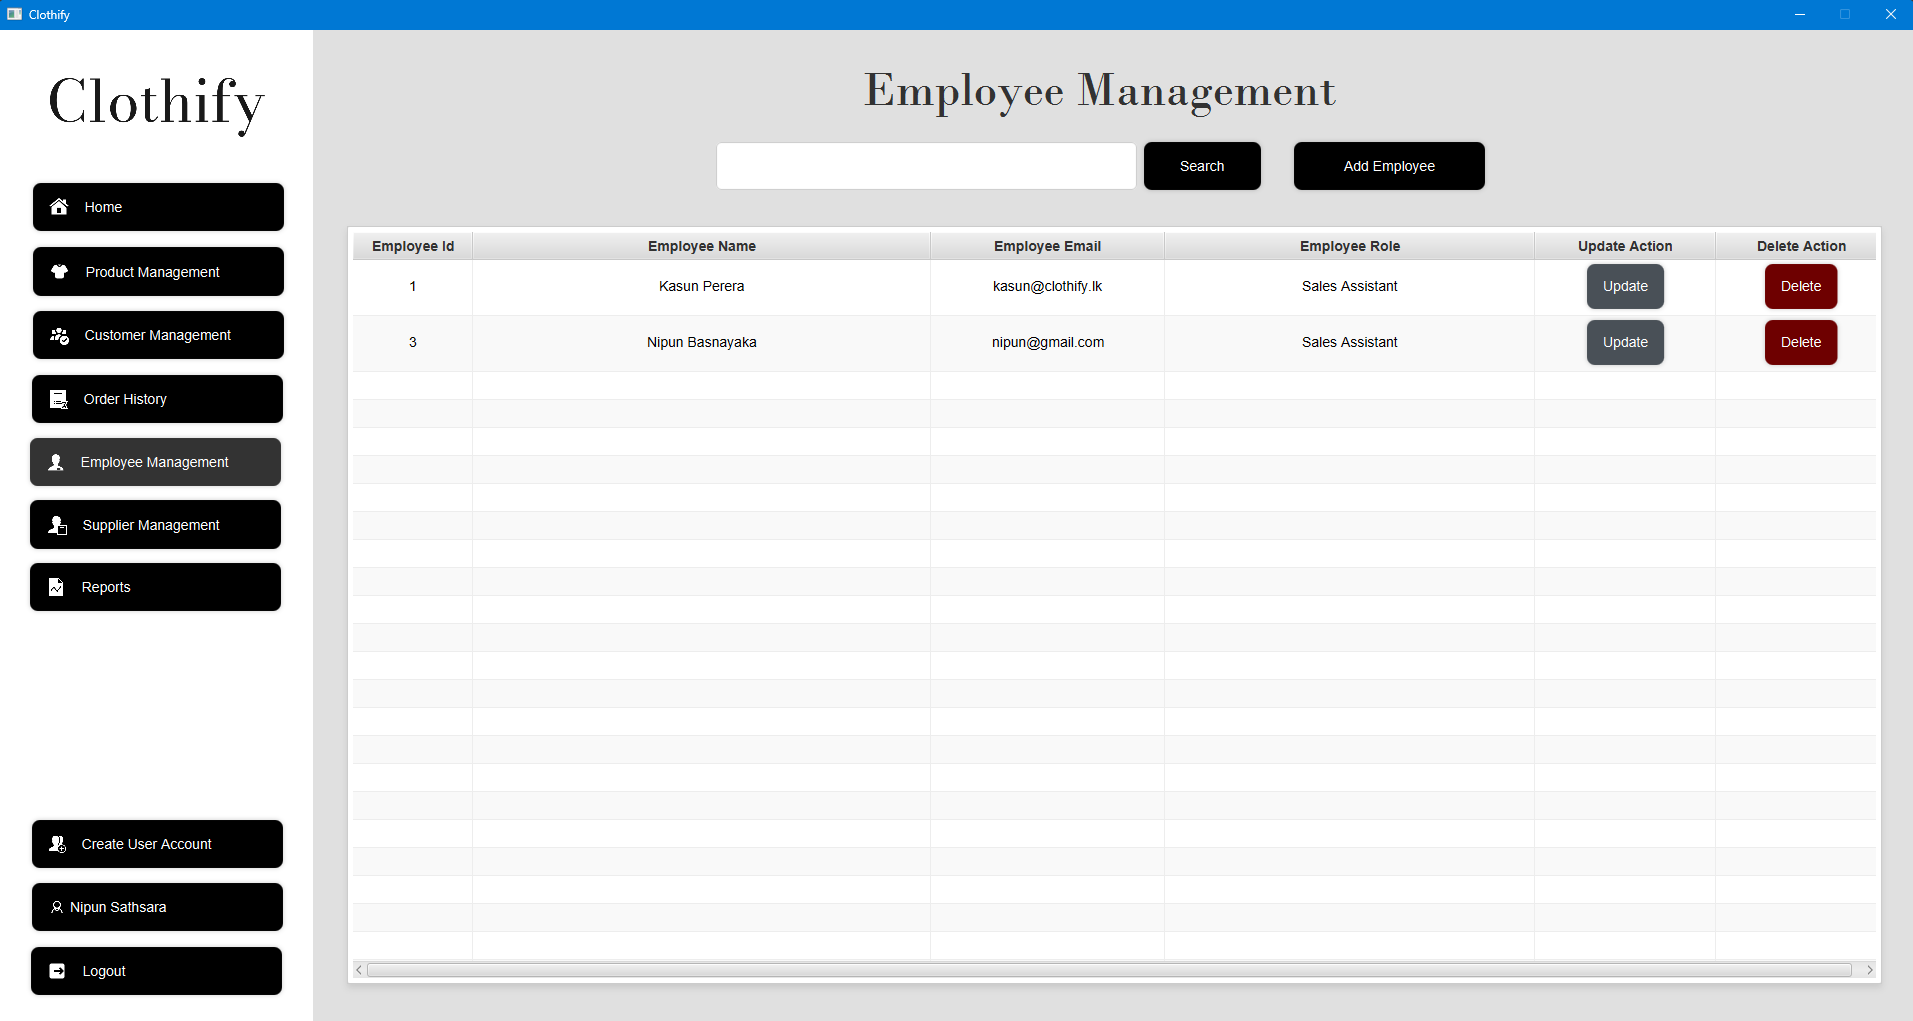 Clothify
Clothify
Home
Product Management
Customer Management
Order History
Employee Management
Supplier Management
Reports
Create User Account
Nipun Sathsara
Logout
Employee Management
Search Add Employee
Employee Id Employee Name Employee Email Employee Role Update Action Delete Action
1 Kasun Perera kasun@clothify.lk Sales Assistant Update Delete
3 Nipun Basnayaka nipun@gmail.com Sales Assistant Update Delete